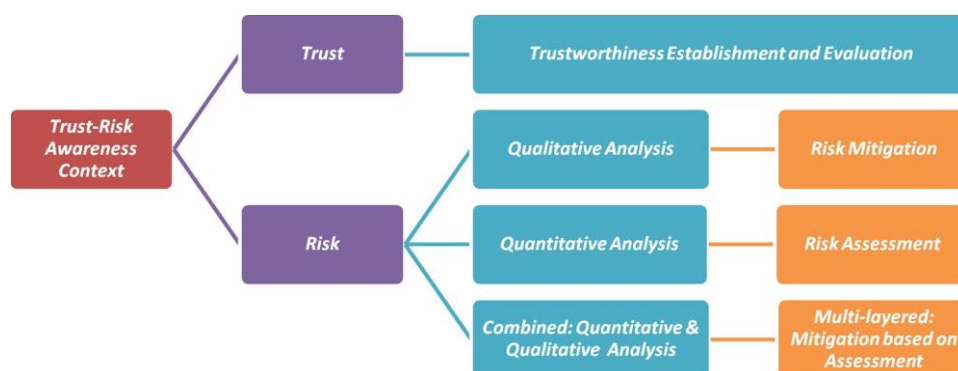 Trust
Trustworthiness Establishment and Evaluation
Trust-Risk
Awareness
Context
Qualitative Analysis
Risk Mitigation
Risk
Quantitative Analysis
Risk Assessment
Combined: Quantitative &
Qualitative Analysis
Multi-layered:
Mitigation based on
Assessment